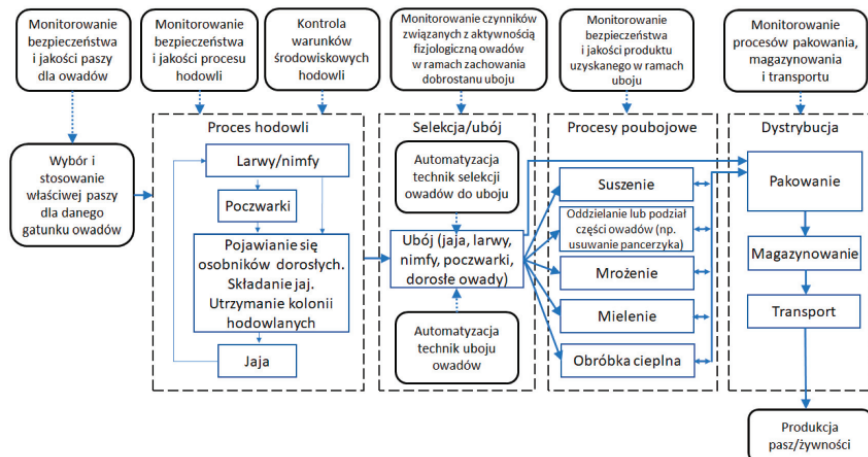 Monitorowanie
bezpieczeństwa
i jakości paszy
dla owadów
Monitorowanie
bezpieczeństwa
i jakości procesu
hodowli
Kontrola
warunków
środowiskowych
hodowli
Monitorowanie czynników
związanych z aktywnością
fizjologiczną owadów
w ramach zachowania
dobrostanu uboju
Monitorowanie
bezpieczeństwa
i jakości produktu
uzyskanego w ramach
uboju
Monitorowanie
procesów pakowania,
magazynowania
i transportu
Wybór i
stosowanie
właściwej paszy
dla danego
gatunku owadów
Proces hodowli
Larwy/nimfy
Poczwarki
Pojawianie się
osobników dorosłych.
Składanie jaj.
Utrzymanie kolonii
hodowlanych
Jaja
Selekcja/ubój
Automatyzacja
technik selekcji
owadów do uboju
Ubój (jaja, larwy,
nimfy, poczwarki,
dorosłe owady)
Automatyzacja
technik uboju
owadów
Procesy poubojowe
Suszenie
Oddzielanie lub podział
części owadów (np.
usuwanie pancerzyka)
Mrożenie
Mielenie
Obróbka cieplna
Dystrybucja
Pakowanie
Magazynowanie
Transport
Produkcja
pasz/żywności